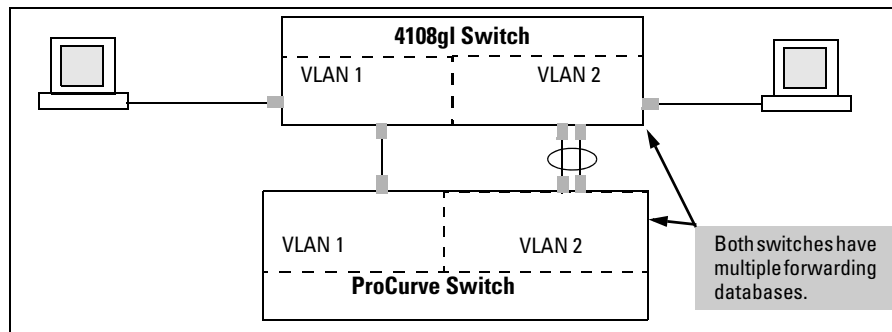 4108gl Switch
VLAN 1
VLAN 2
VLAN 1
VLAN 2
ProCurve Switch
Both switches have
multiple forwarding
databases.